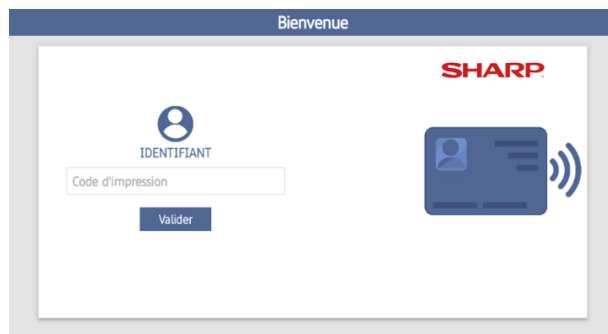 Bienvenue
SHARP
IDENTIFIANT
Code d'impression
Valider